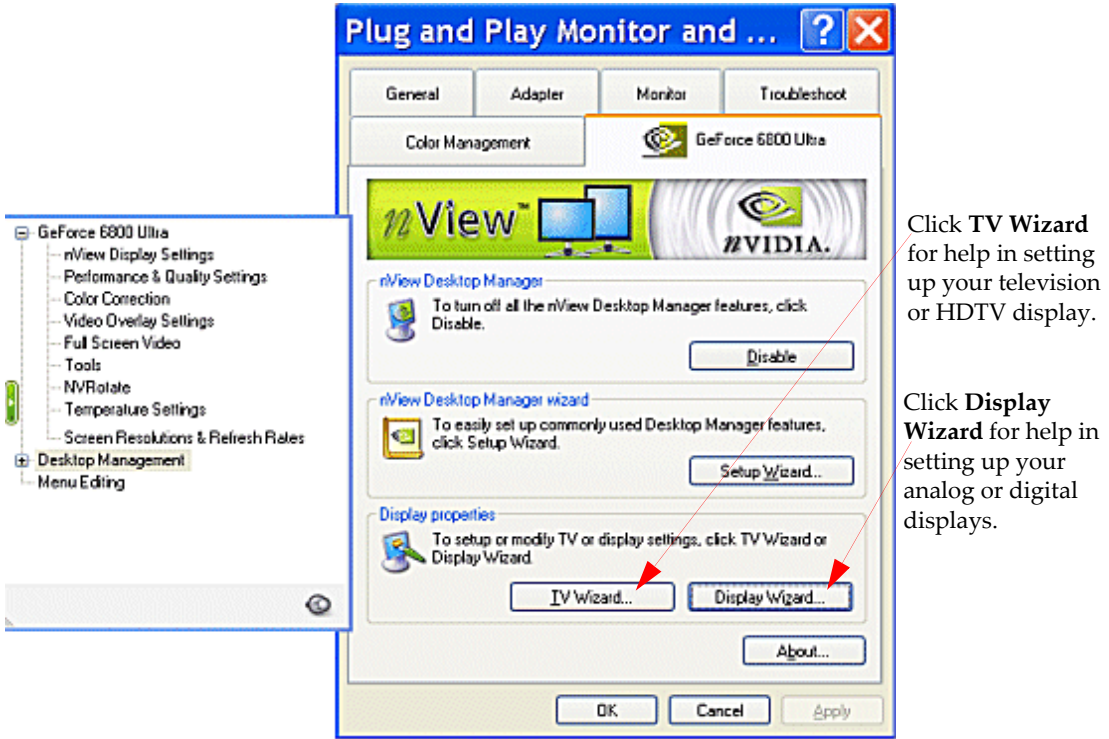 Plug and Play Monitor and ...
General
Adapter
Monitor
Troubleshoot
Color Management
GeForce 6800 Ultra
nView™
NVIDIA.
GeForce 6800 Ultra
nView Display Settings
Performance & Quality Settings
Color Correction
Video Overlay Settings
Full Screen Video
Tools
NVRotate
Temperature Settings
Screen Resolutions & Refresh Rates
Desktop Management
Menu Editing
nView Desktop Manager
To turn off all the nView Desktop Manager features, click
Disable.
Disable
nView Desktop Manager wizard
To easily set up commonly used Desktop Manager features,
click Setup Wizard.
Setup Wizard...
Display properties
To setup or modify TV or display settings, click TV Wizard or
Display Wizard.
TV Wizard...
Display Wizard...
About...
OK
Cancel
Apply
Click TV Wizard
for help in setting
up your television
or HDTV display.
Click Display
Wizard for help in
setting up your
analog or digital
displays.